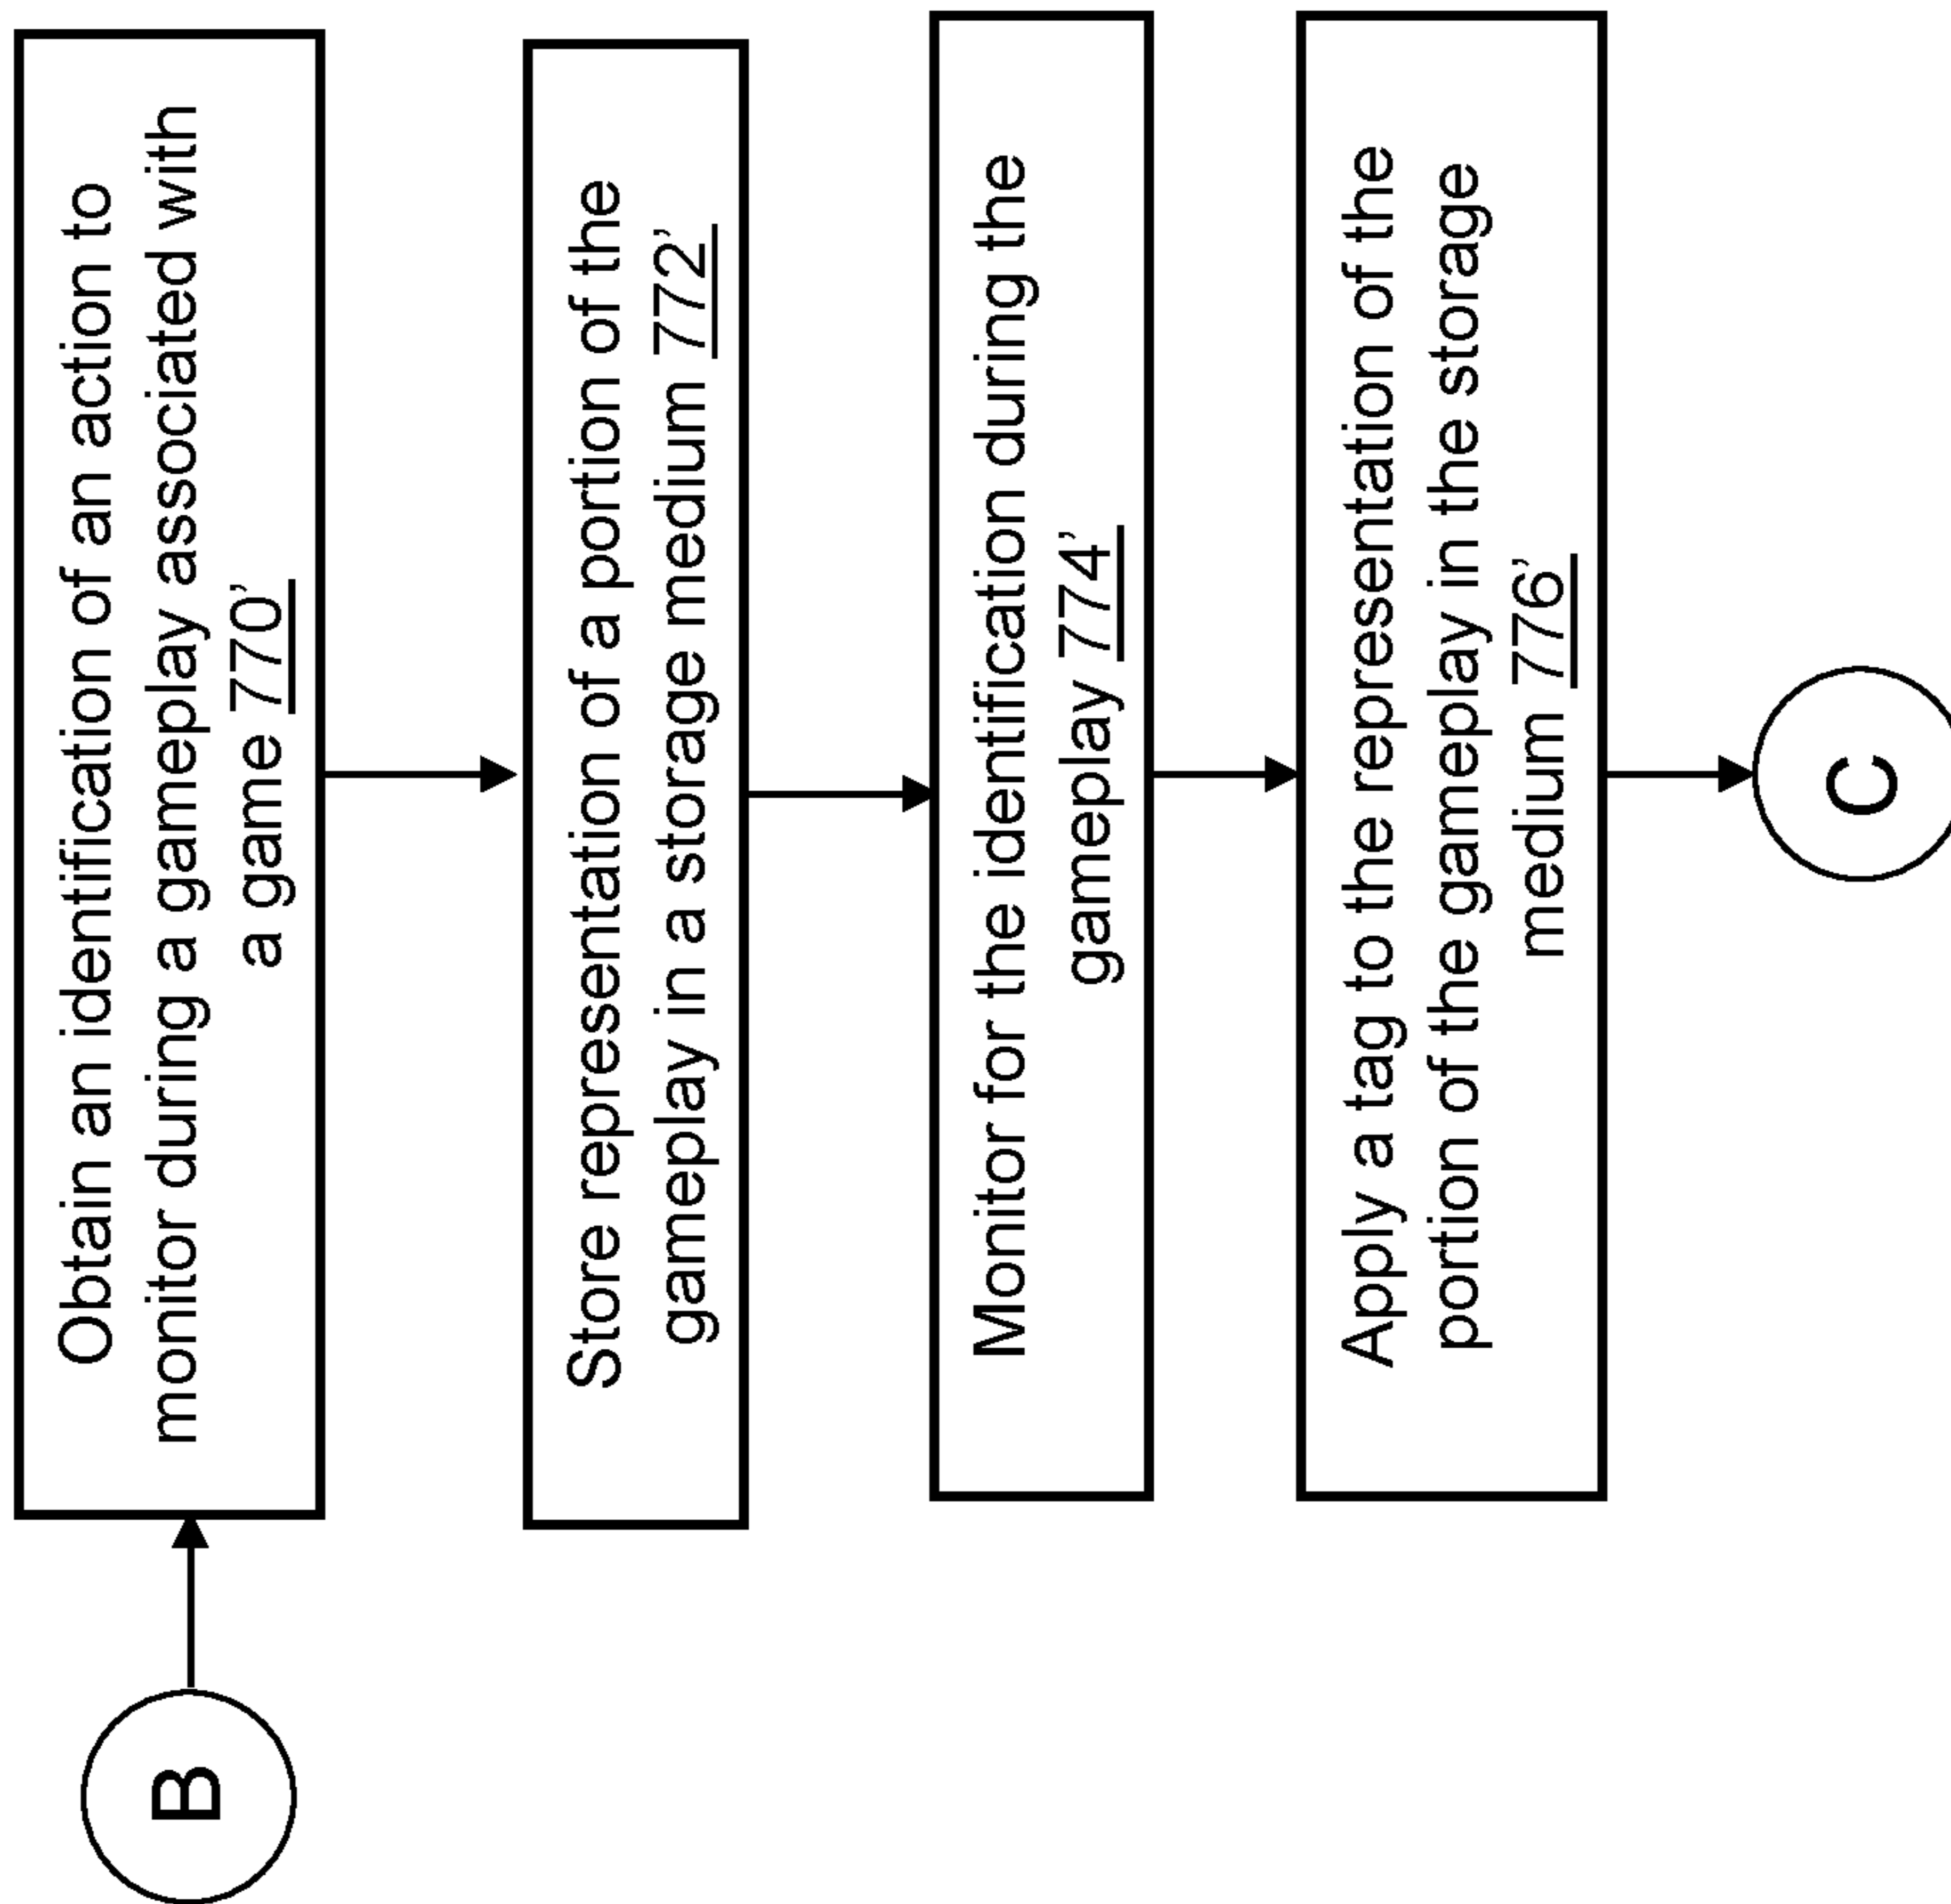 B
Obtain an identification of an action to
monitor during a gameplay associated with
a game 770’
Store representation of a portion of the
gameplay in a storage medium 772’
Monitor for the identification during the
gameplay 774’
Apply a tag to the representation of the
portion of the gameplay in the storage
medium 776’
C